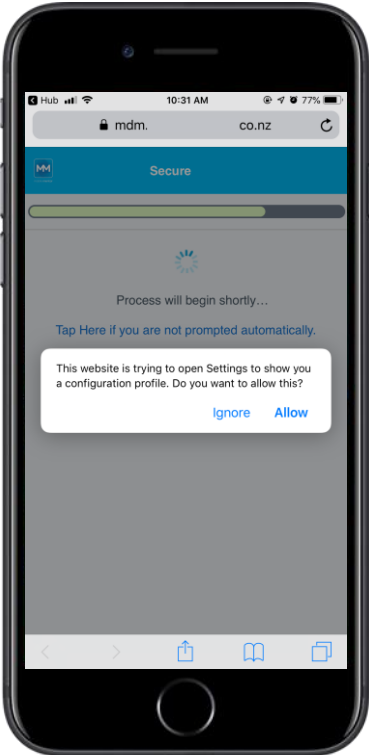 Hub 10:31 AM 77%
mdm. co.nz
MM Secure
Process will begin shortly...
Tap Here if you are not prompted automatically.
This website is trying to open Settings to show you
a configuration profile. Do you want to allow this?
Ignore Allow